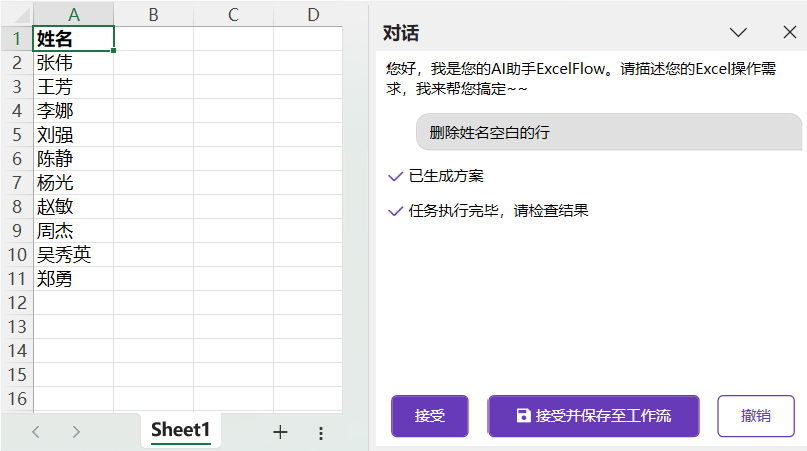 A B C D
1 姓名
2 张伟
3 王芳
4 李娜
5 刘强
6 陈静
7 杨光
8 赵敏
9 周杰
10 吴秀英
11 郑勇
12
13
14
15
16
Sheet1
对话
您好，我是您的AI助手ExcelFlow。请描述您的Excel操作需
求，我来帮您搞定~~
删除姓名空白的行
已生成方案
任务执行完毕，请检查结果
接受
接受并保存至工作流
撤销